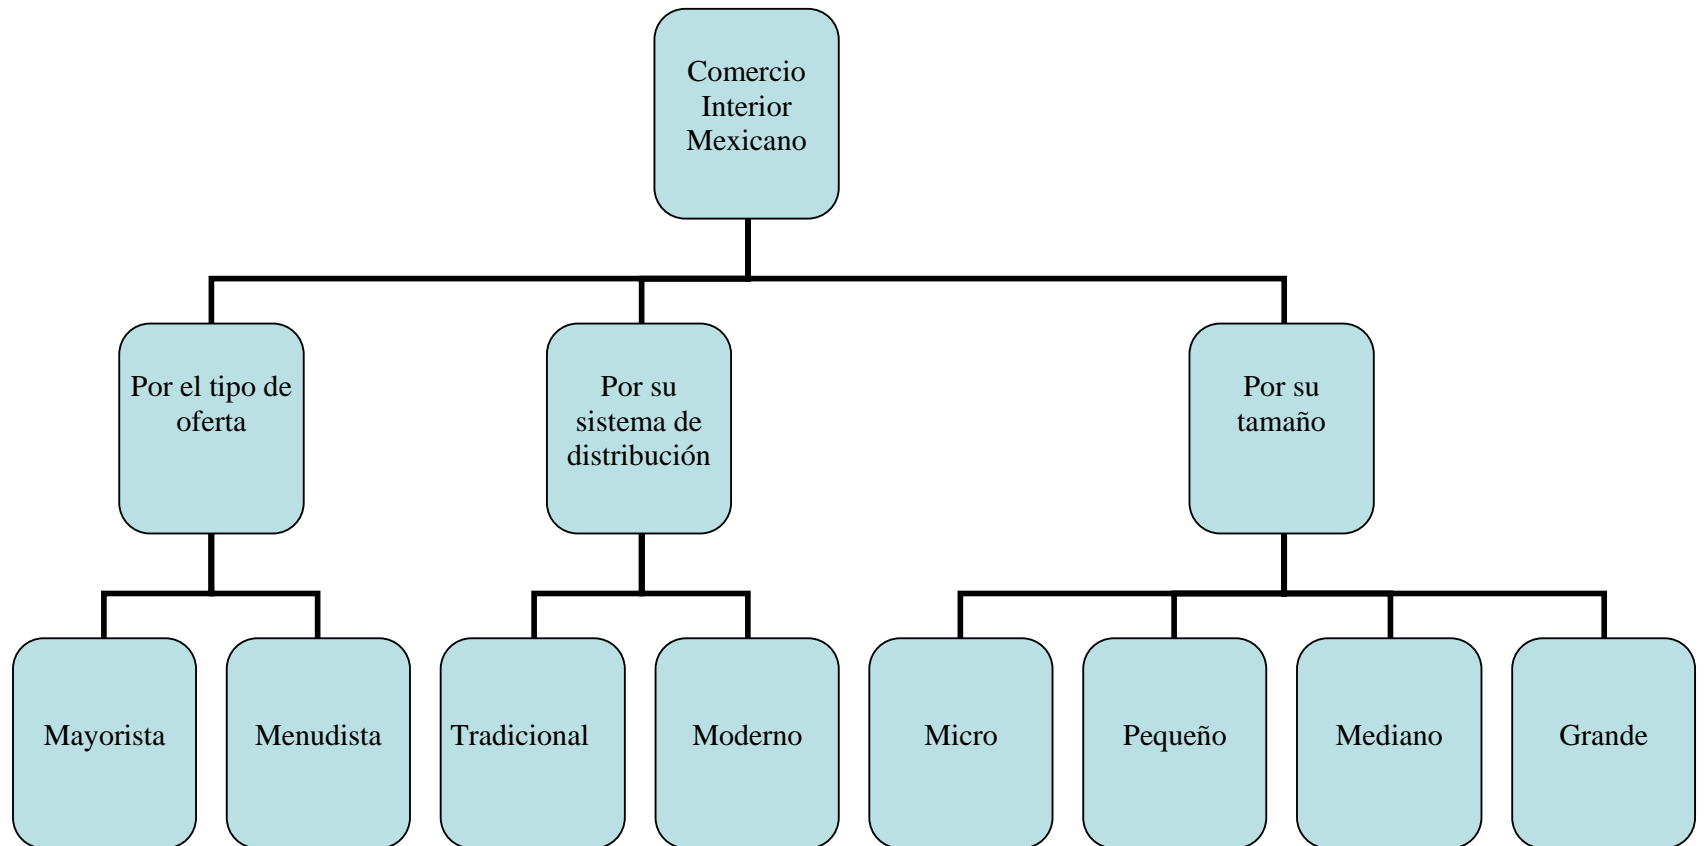 Comercio
Interior
Mexicano
Por el tipo de
oferta
Por su
sistema de
distribución
Por su
tamaño
Mayorista
Menudista
Tradicional
Moderno
Micro
Pequeño
Mediano
Grande